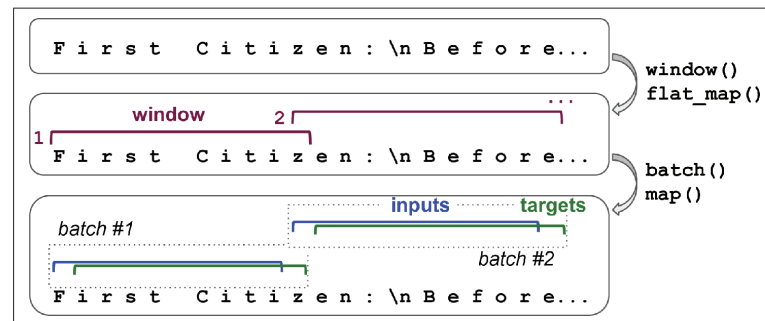 First Citizen:\nBefore...
window()
flat_map()
...
window
2
1
First Citizen:\nBefore...
batch()
map()
inputs targets
batch #1
batch #2
First Citizen:\nBefore...